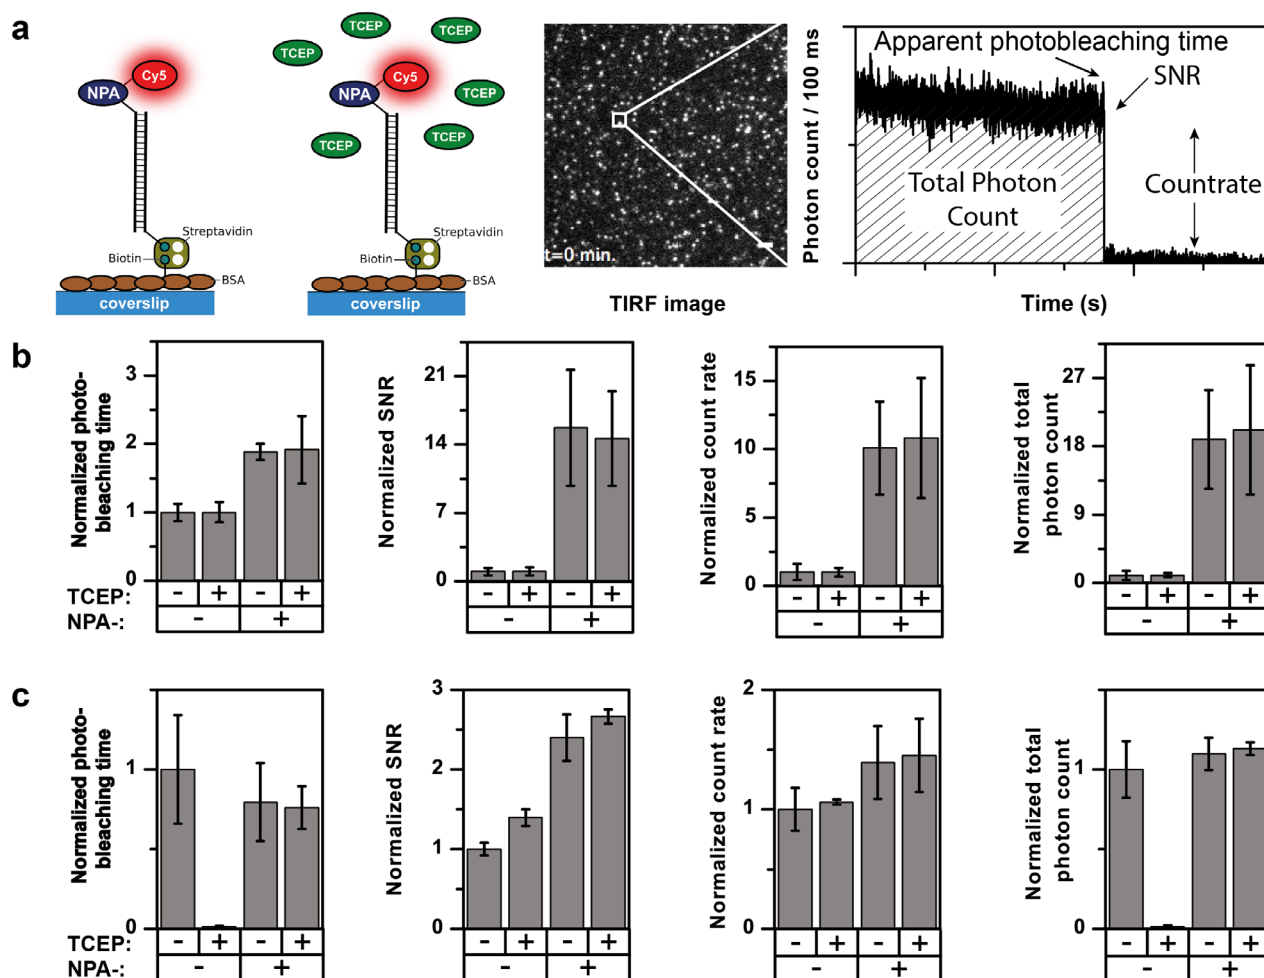 a
TCEP
TCEP
TCEP
TCEP
TCEP
NPA
Cy5
NPA
Cy5
Streptavidin
Biotin
BSA
coverslip
Streptavidin
Biotin
BSA
coverslip
t=0 min.
TIRF image
Photon count / 100 ms
Apparent photobleaching time
SNR
Total Photon
Count
Countrate
Time (s)
b
Normalized photo-
bleaching time
3
2
1
0
TCEP: - + - +
NPA-: - +
Normalized SNR
21
14
7
0
- + - +
- +
Normalized count rate
15
10
5
0
- + - +
- +
Normalized total
photon count
27
18
9
0
- + - +
- +
c
Normalized photo-
bleaching time
1
0
TCEP: - + - +
NPA-: - +
Normalized SNR
3
2
1
0
- + - +
- +
Normalized count rate
2
1
0
- + - +
- +
Normalized total
photon count
1
0
- + - +
- +